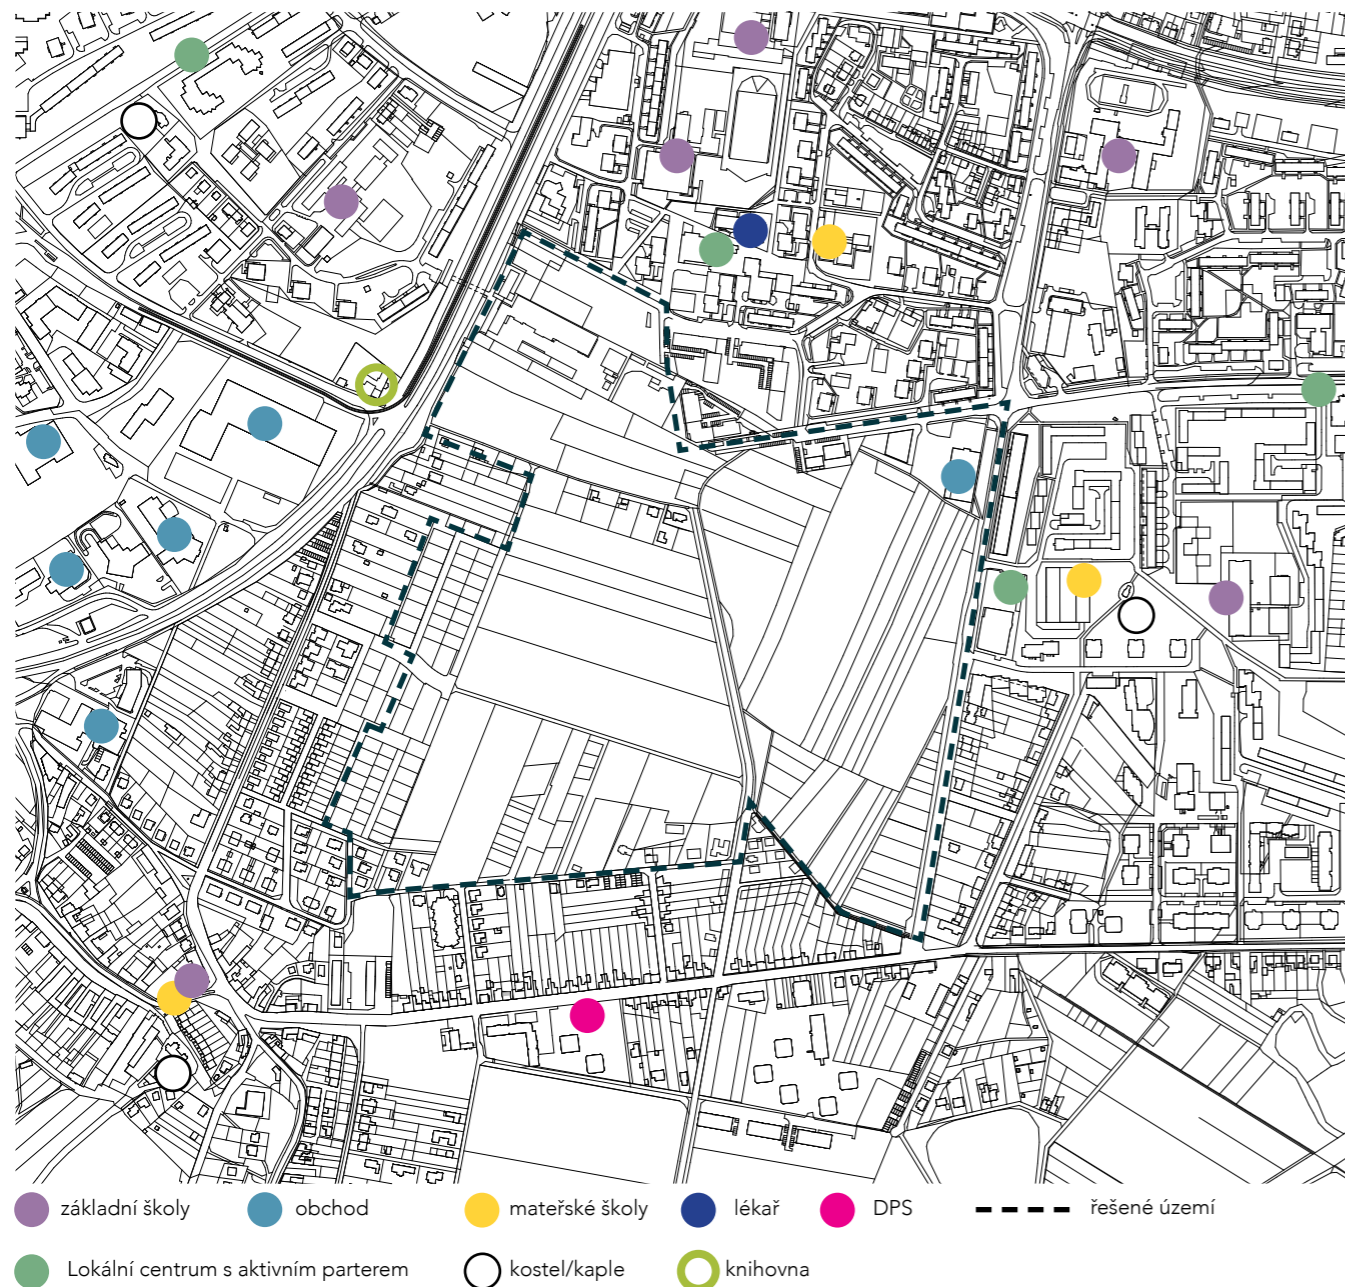 základní školy obchod mateřské školy lékař DPS řešené území
Lokální centrum s aktivním parterem kostel/kaple knihovna